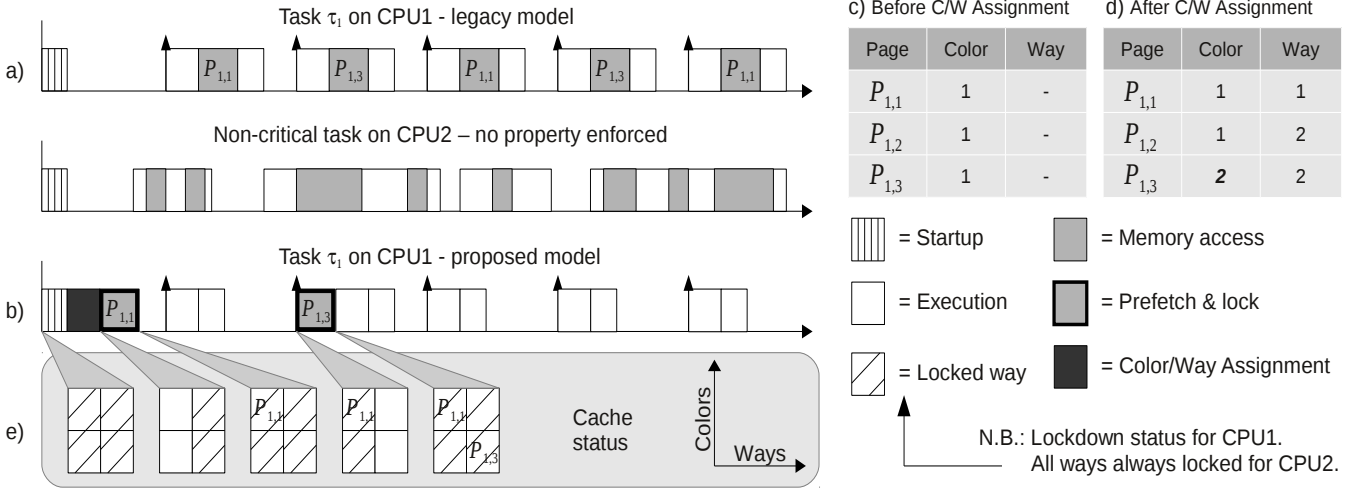 Task τ1 on CPU1 - legacy model
a)
P1,1 P1,3 P1,1 P1,3 P1,1
Non-critical task on CPU2 – no property enforced
Task τ1 on CPU1 - proposed model
b)
P1,1 P1,3
e)
P1,1 P1,1 P1,1
P1,3
Cache
status
Colors
Ways
c) Before C/W Assignment
Page Color Way
P1,1 1 -
P1,2 1 -
P1,3 1 -
d) After C/W Assignment
Page Color Way
P1,1 1 1
P1,2 1 2
P1,3 2 2
= Startup
= Memory access
= Execution
= Prefetch & lock
= Locked way
= Color/Way Assignment
N.B.: Lockdown status for CPU1.
All ways always locked for CPU2.